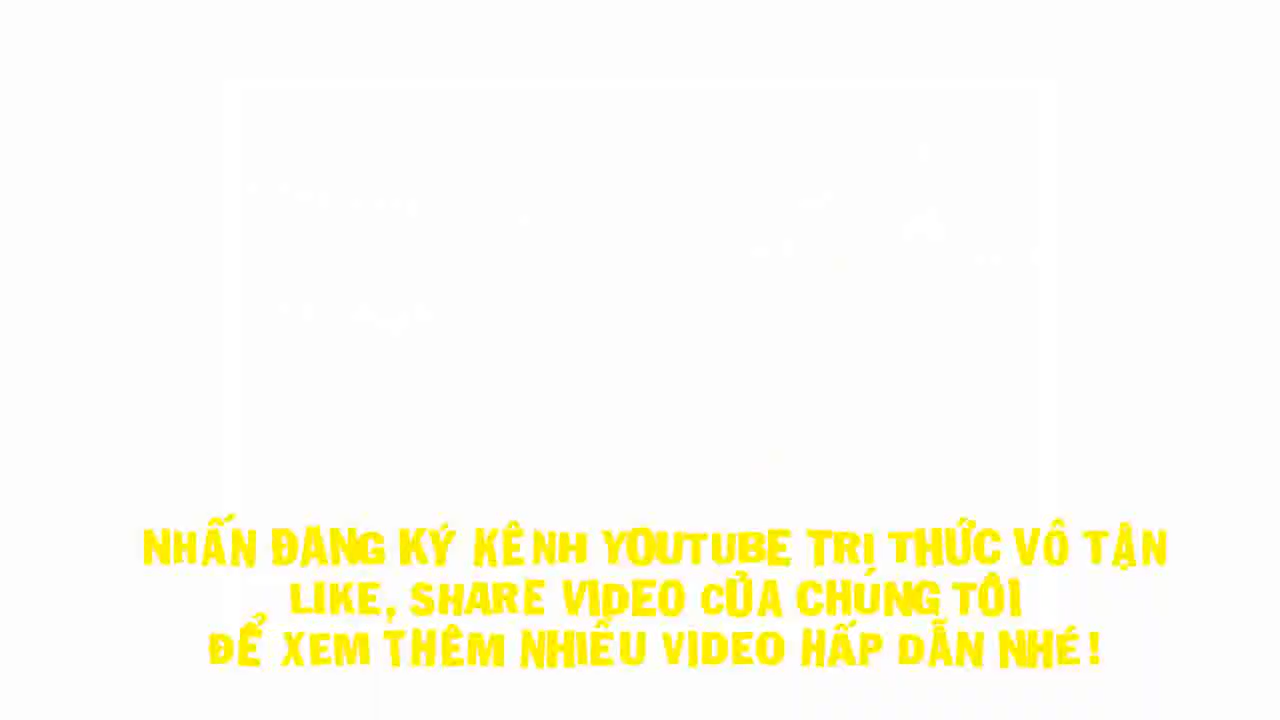 NHẤN ĐANG KÝ KÊNH YOUTUBE TRI THỨC VÔ TẬN
LIKE, SHARE VIDEO CỦA CHÚNG TÔI
ĐỂ XEM THÊM NHIỀU VIDEO HẤP DẪN NHÉ!